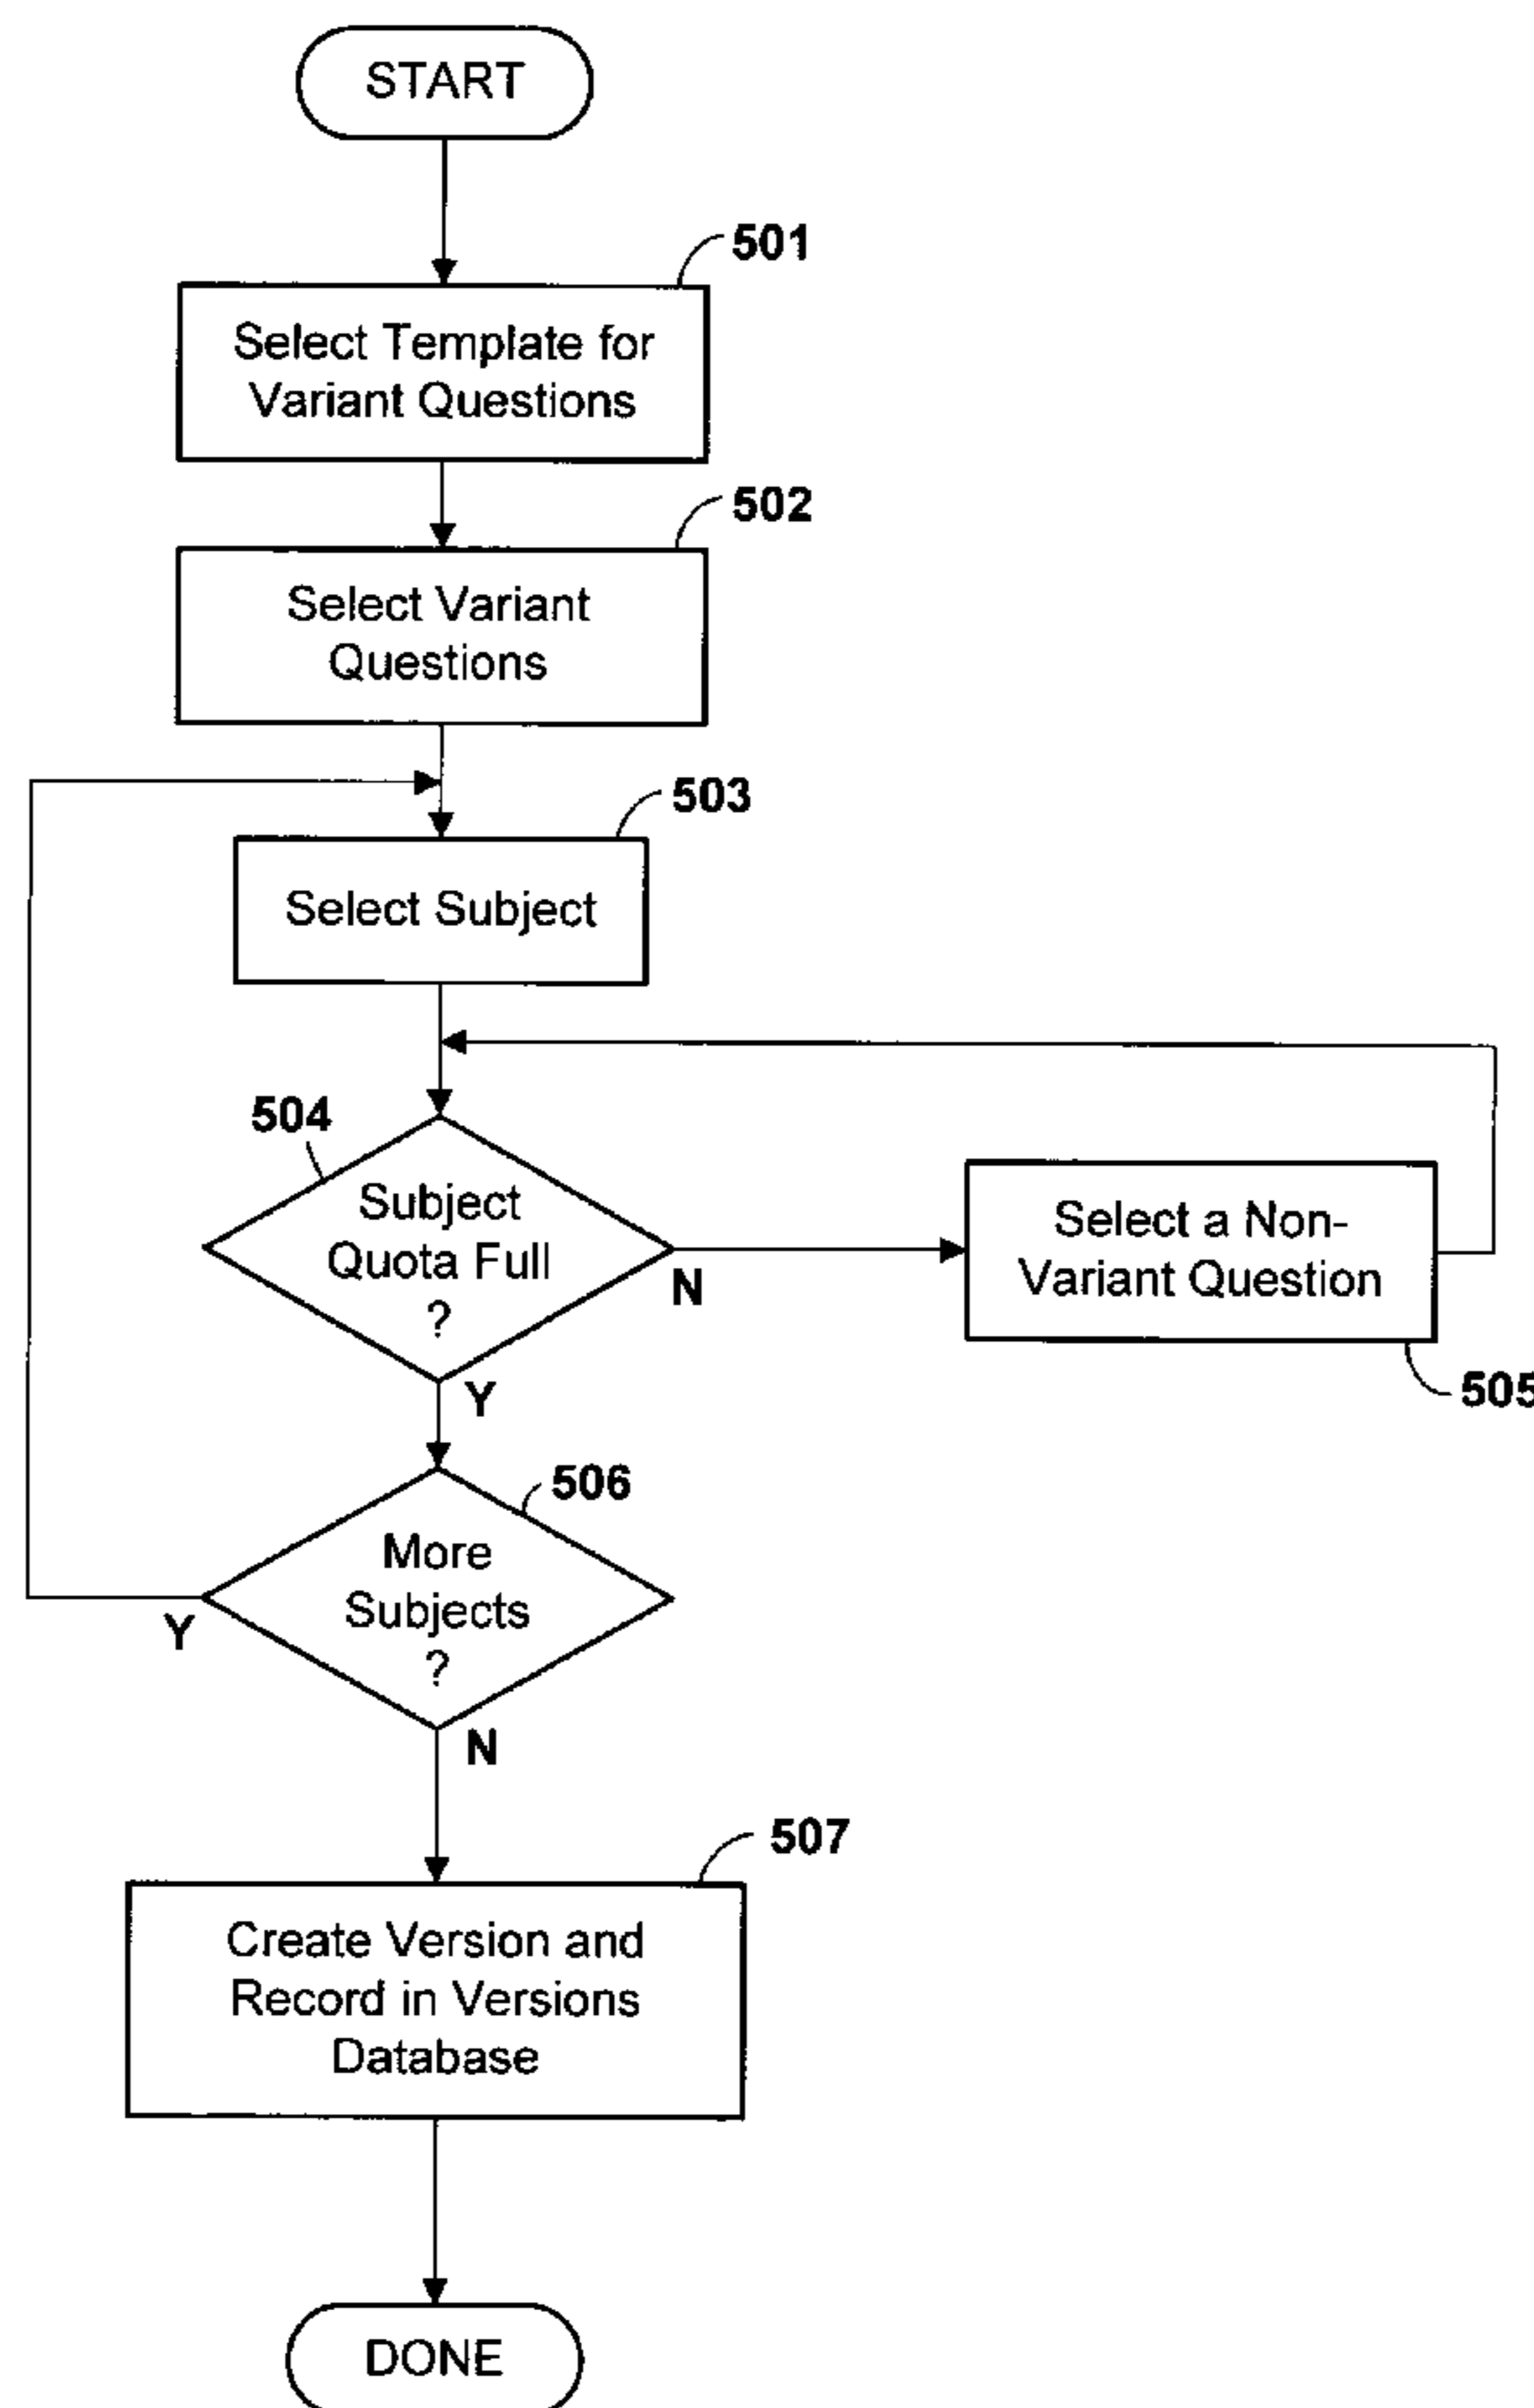 START
501
Select Template for
Variant Questions
502
Select Variant
Questions
503
Select Subject
504
Subject
Quota Full
?
N
Y
Select a Non-
Variant Question
505
506
More
Subjects
?
Y
N
507
Create Version and
Record in Versions
Database
DONE